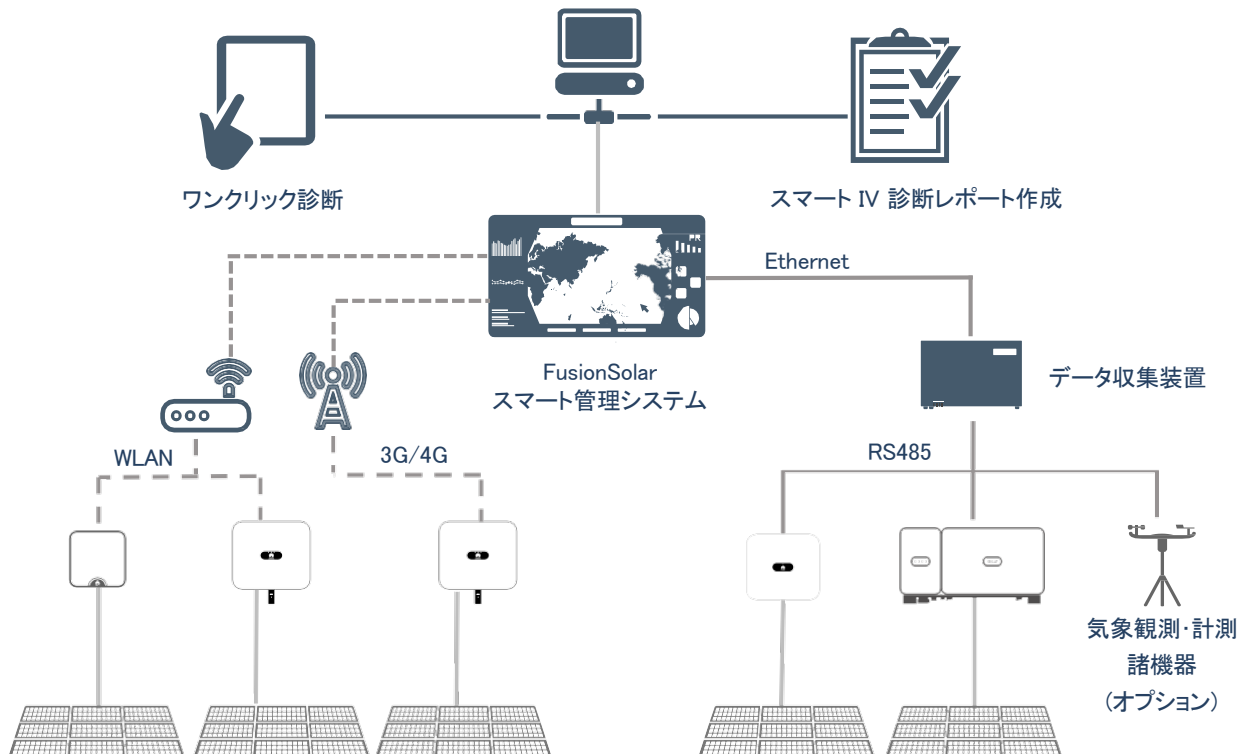 ワンクリック診断
スマート IV 診断レポート作成
Ethernet
FusionSolar
スマート管理システム
データ収集装置
WLAN
3G/4G
RS485
気象観測・計測
諸機器
(オプション)